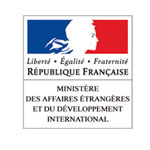 Liberté • Égalité • Fraternité
RÉPUBLIQUE FRANÇAISE
MINISTÈRE
DES AFFAIRES ÉTRANGÈRES
ET DU DÉVELOPPEMENT
INTERNATIONAL